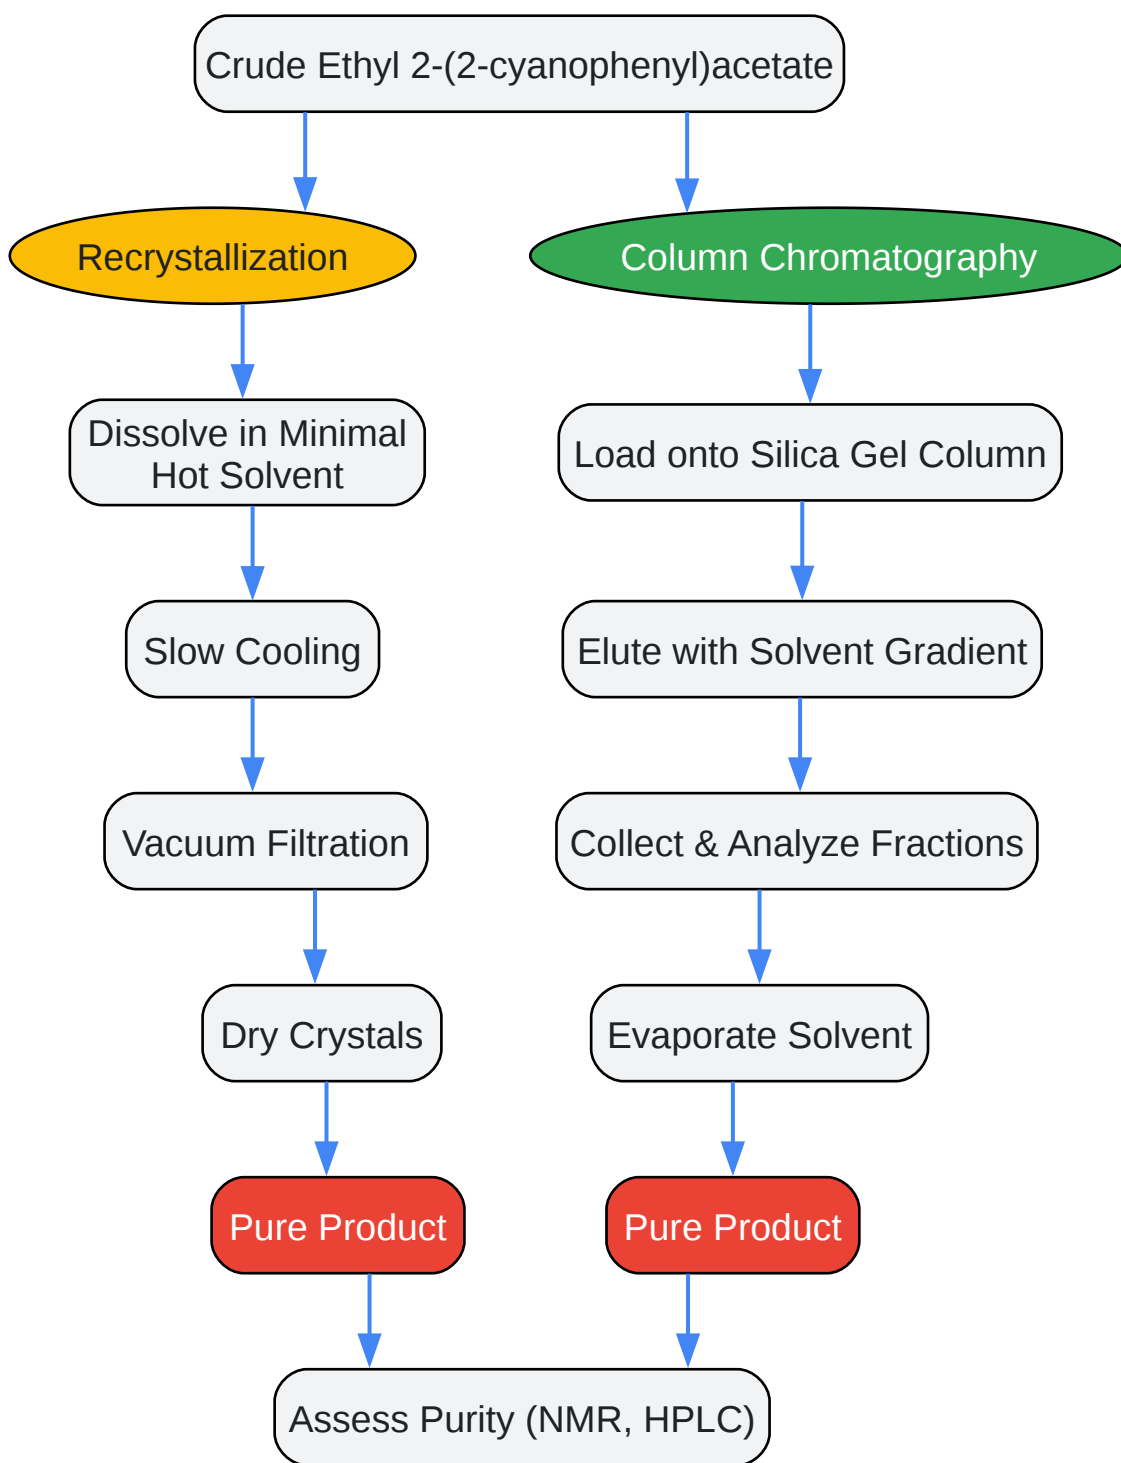 Crude Ethyl 2-(2-cyanophenyl)acetate
Recrystallization
Column Chromatography
Dissolve in Minimal
Hot Solvent
Load onto Silica Gel Column
Slow Cooling
Elute with Solvent Gradient
Vacuum Filtration
Collect & Analyze Fractions
Dry Crystals
Evaporate Solvent
Pure Product
Pure Product
Assess Purity (NMR, HPLC)